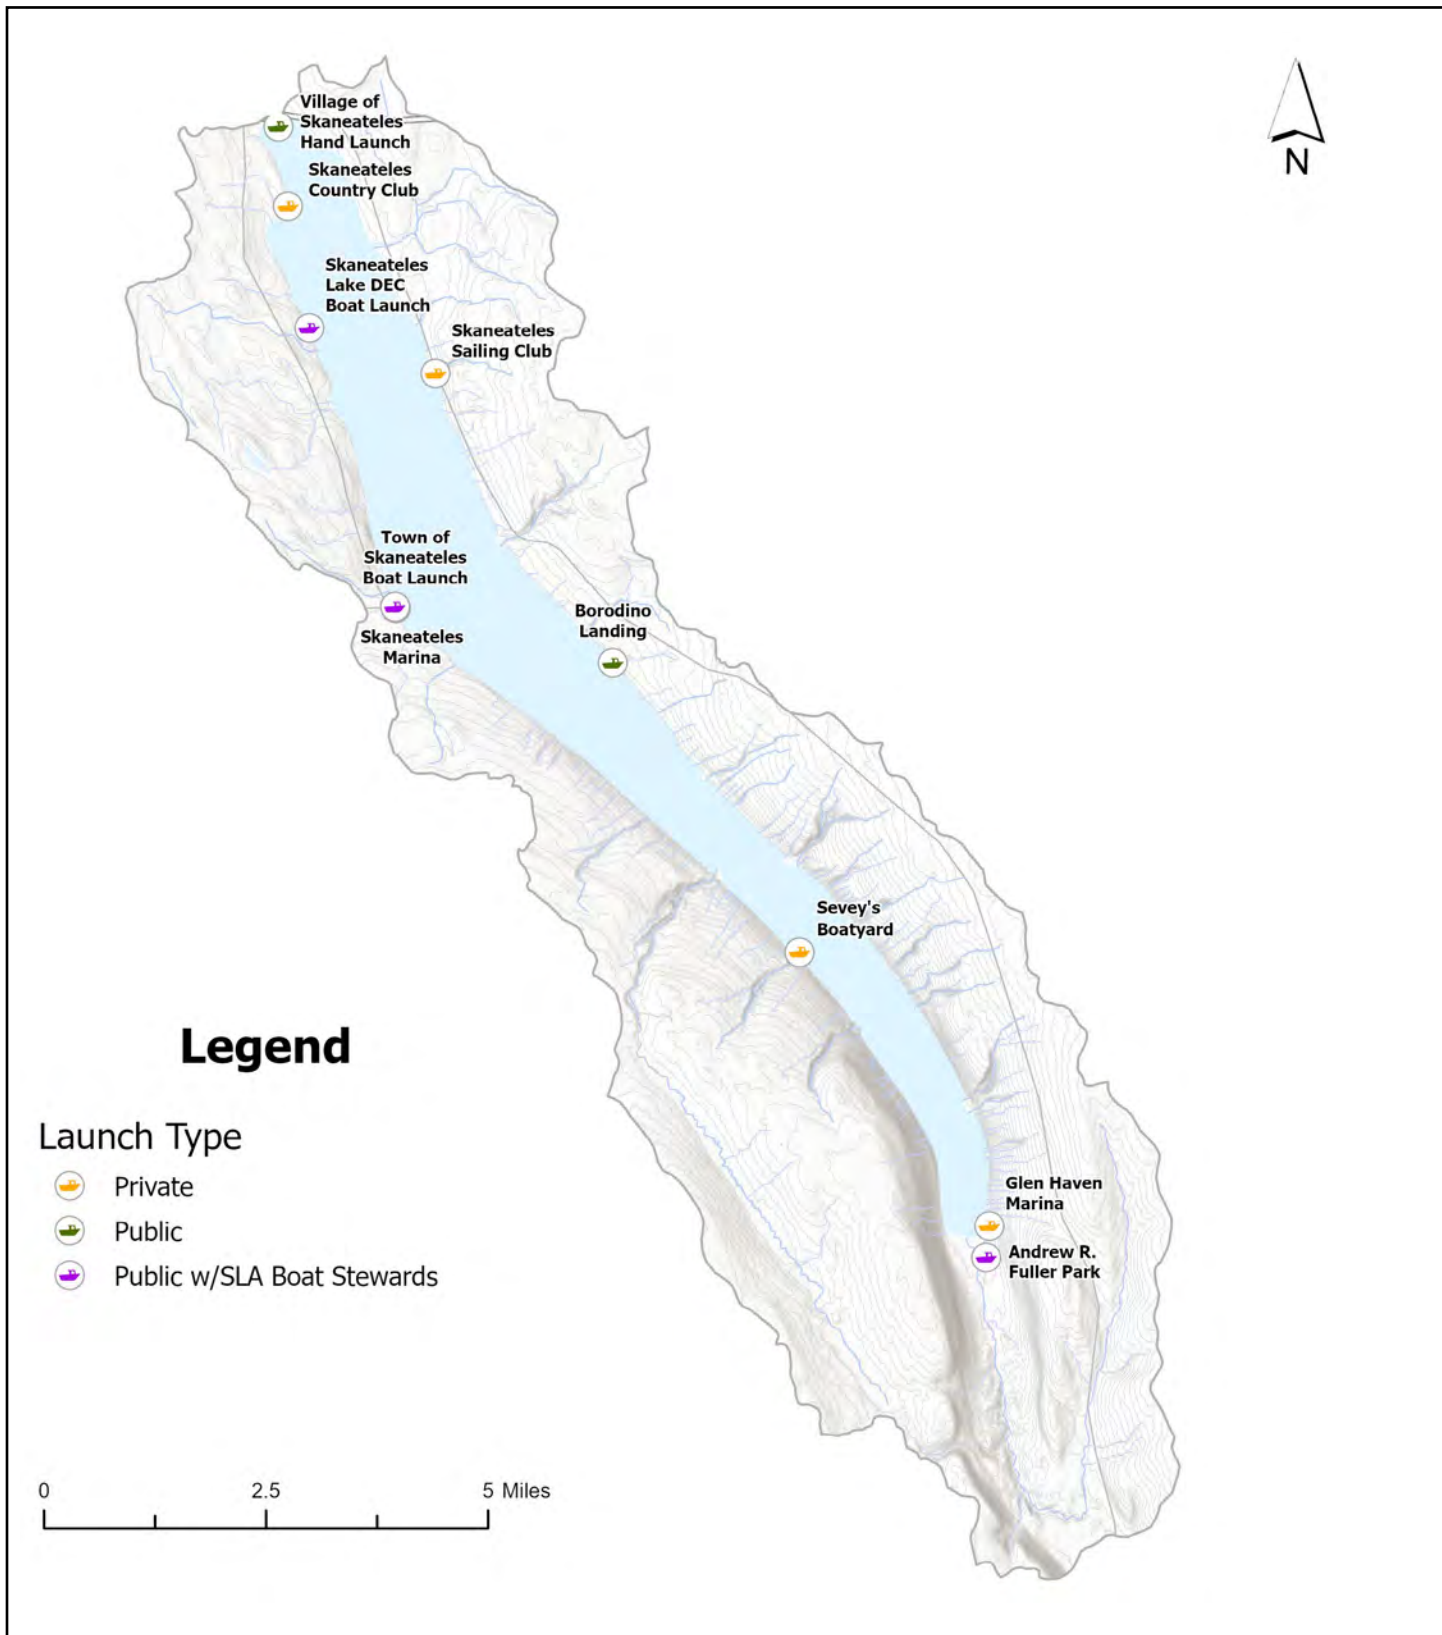 Village of
Skaneateles
Hand Launch
Skaneateles
Country Club
Skaneateles
Lake DEC
Boat Launch
Skaneateles
Sailing Club
Town of
Skaneateles
Boat Launch
Skaneateles
Marina
Borodino
Landing
Sevey's
Boatyard
Glen Haven
Marina
Andrew R.
Fuller Park
N
Legend
Launch Type
Private
Public
Public w/SLA Boat Stewards
0 2.5 5 Miles